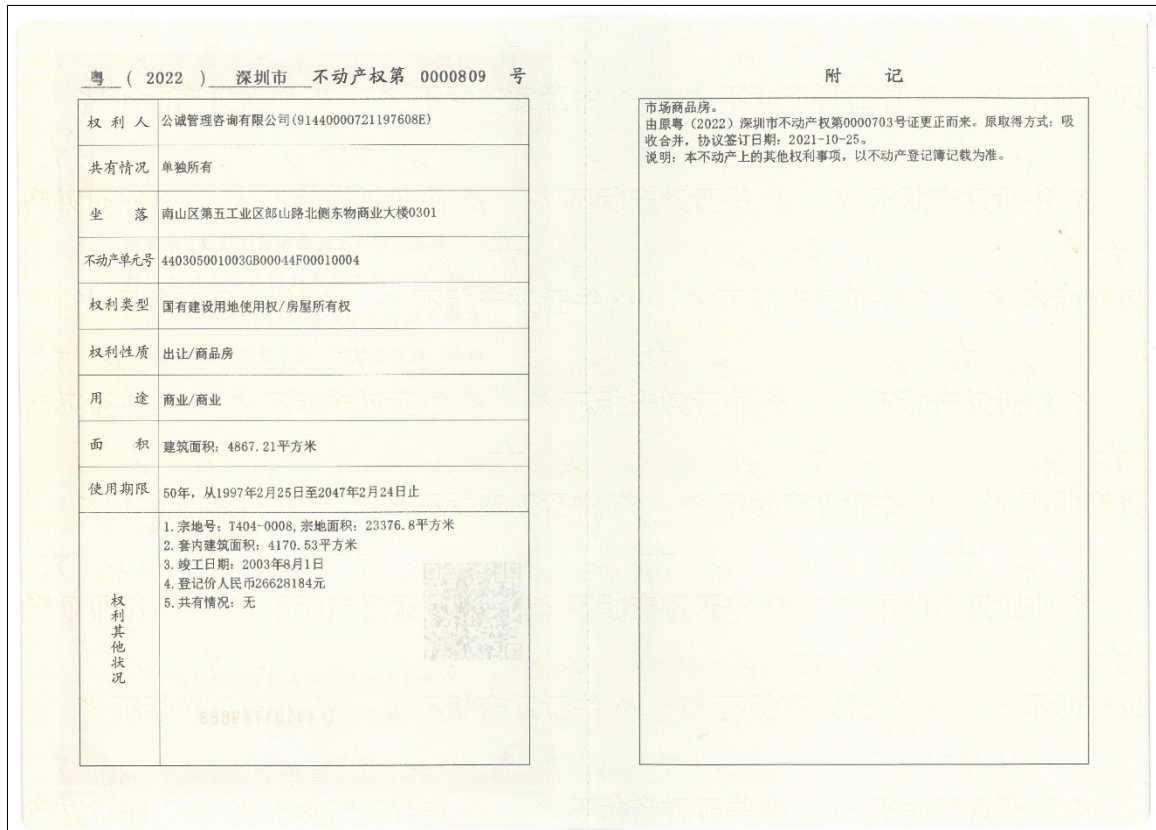 粤 ( 2022 ) 深圳市 不动产权第 0000809 号
权利人 公诚管理咨询有限公司(91440000721197608E)
共有情况 单独所有
坐落 南山区第五工业区郎山路北侧东物商业大楼0301
不动产单元号 440305001003GB00044F00010004
权利类型 国有建设用地使用权/房屋所有权
权利性质 出让/商品房
用途 商业/商业
面积 建筑面积: 4867.21平方米
使用期限 50年, 从1997年2月25日至2047年2月24日止
权利其他状况
1.宗地号: T404-0008,宗地面积: 23376.8平方米
2.套内建筑面积: 4170.53平方米
3.竣工日期: 2003年8月1日
4.登记价人民币26628184元
5.共有情况: 无
附 记
市场商品房。
由原粤（2022）深圳市不动产权第0000703号证更正而来。原取得方式：吸
收合并，协议签订日期：2021-10-25。
说明：本不动产上的其他权利事项，以不动产登记簿记载为准。